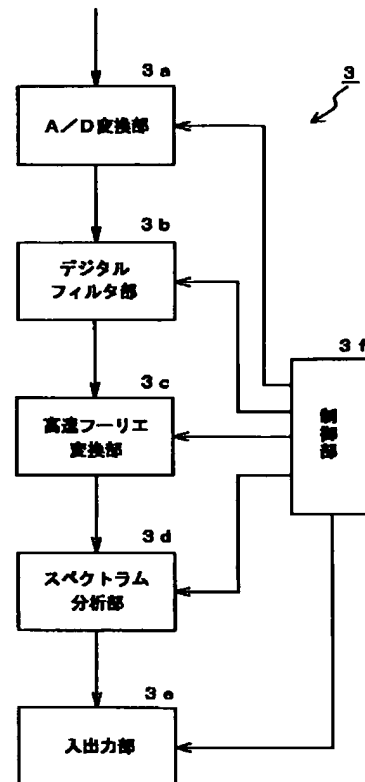 3a
A/D変換部
3
3b
デジタル
フィルタ部
3f
制御部
3c
高速フーリエ
変換部
3d
スペクトラム
分析部
3e
入出力部